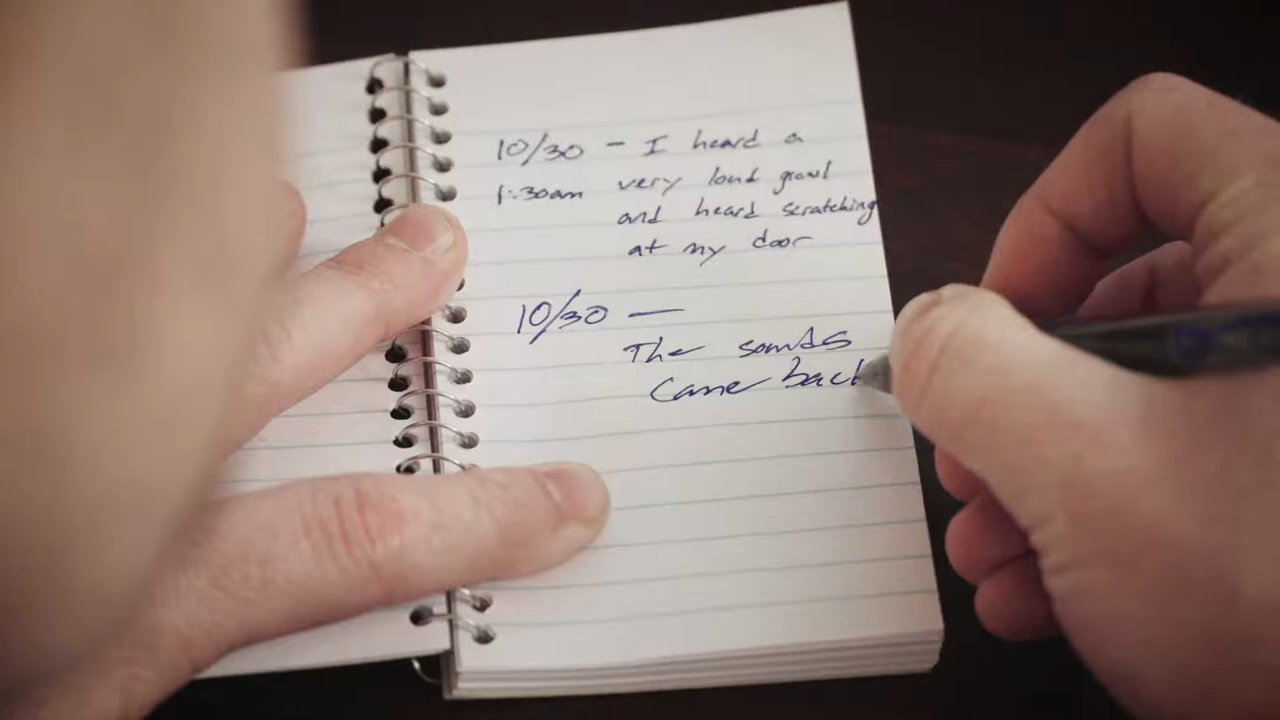 10/30 - I heard a
1:30am very loud growl
and heard scratching
at my door
10/30 —
The sounds
came back